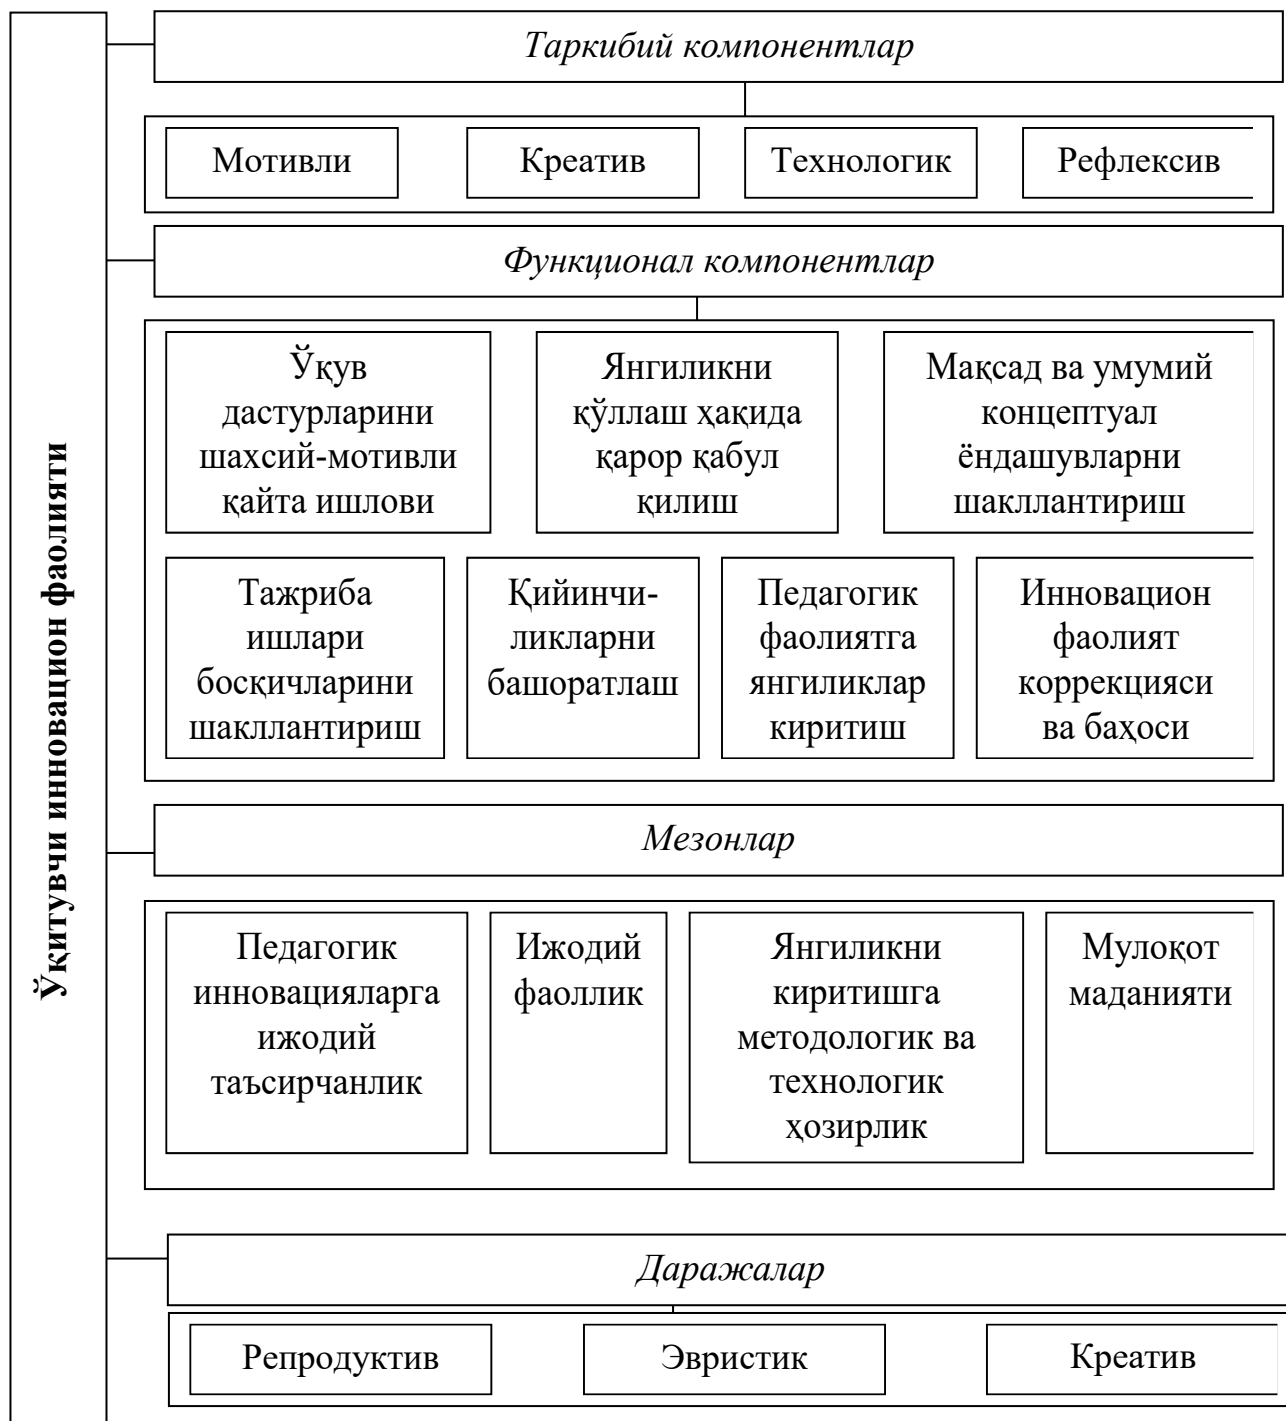 Ўқитувчи инновацион фаолияти
Таркибий компонентлар
Мотивли
Креатив
Технологик
Рефлексив
Функционал компонентлар
Ўқув
дастурларини
шахсий-мотивли
қайта ишлови
Янгиликни
қўллаш ҳақида
қарор қабул
қилиш
Мақсад ва умумий
концептуал
ёндашувларни
шакллантириш
Тажриба
ишлари
босқичларини
шакллантириш
Қийинчи-
ликларни
башоратлаш
Педагогик
фаолиятга
янгиликлар
киритиш
Инновацион
фаолият
коррекцияси
ва баҳоси
Мезонлар
Педагогик
инновацияларга
ижодий
таъсирчанлик
Ижодий
фаоллик
Янгиликни
киритишга
методологик ва
технологик
ҳозирлик
Мулоқот
маданияти
Даражалар
Репродуктив
Эвристик
Креатив